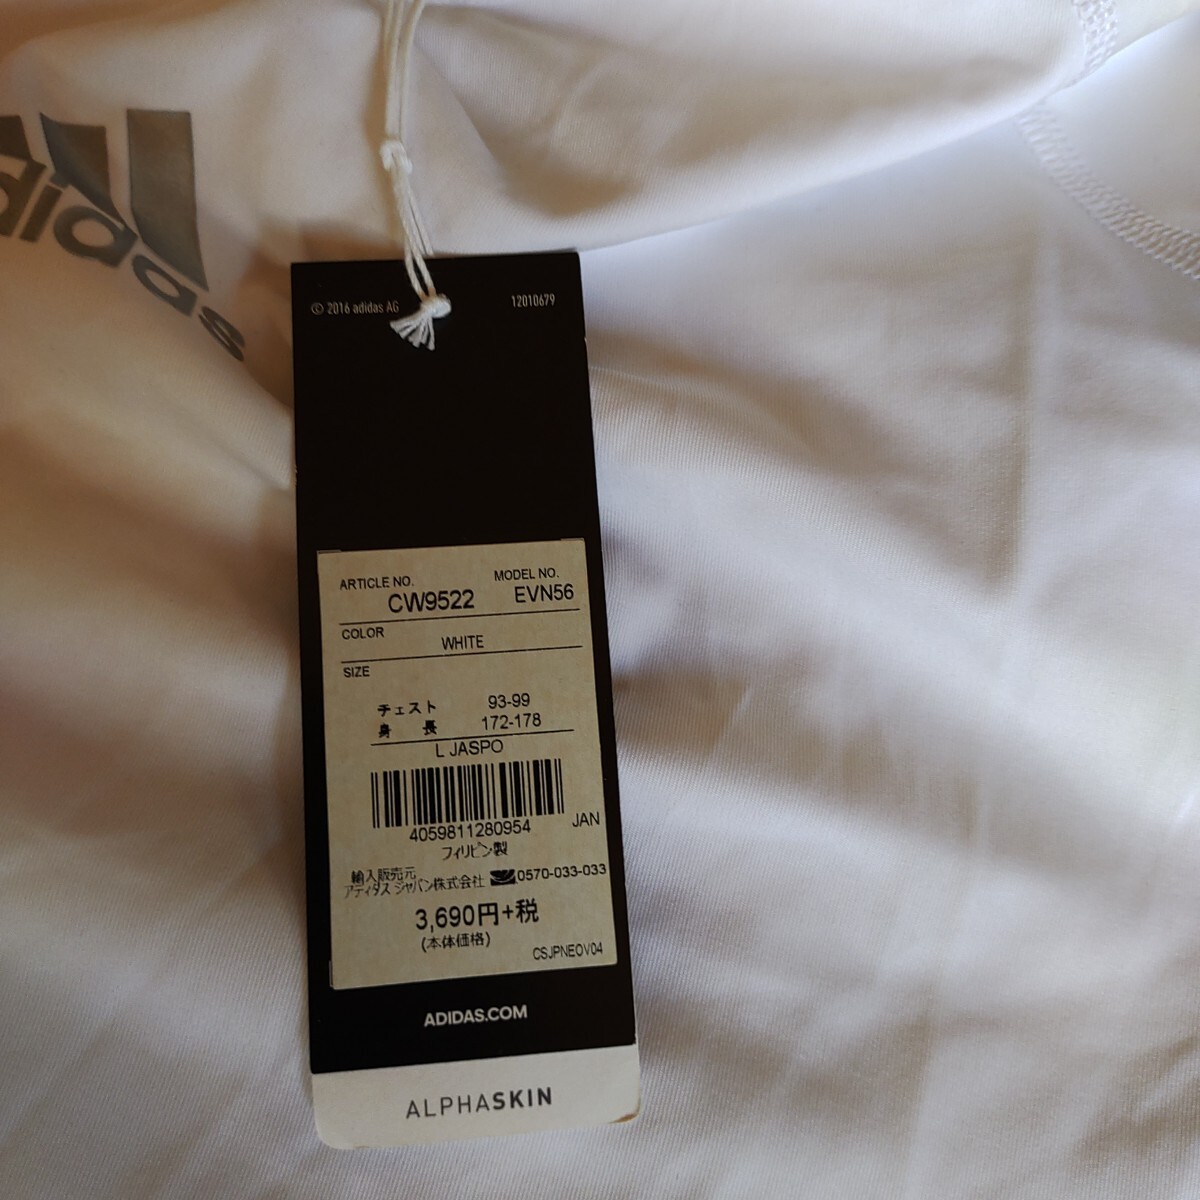 adidas
© 2016 adidas AG 12010679
ARTICLE NO. MODEL NO.
CW9522 EVN56
COLOR
WHITE
SIZE
チェスト 93-99
身長 172-178
L JASPO
4059811280954 JAN
フィリピン製
輸入販売元
アディダス ジャパン株式会社 0570-033-033
3,690円+税
(本体価格)
CSJPNEOV04
ADIDAS.COM
ALPHASKIN